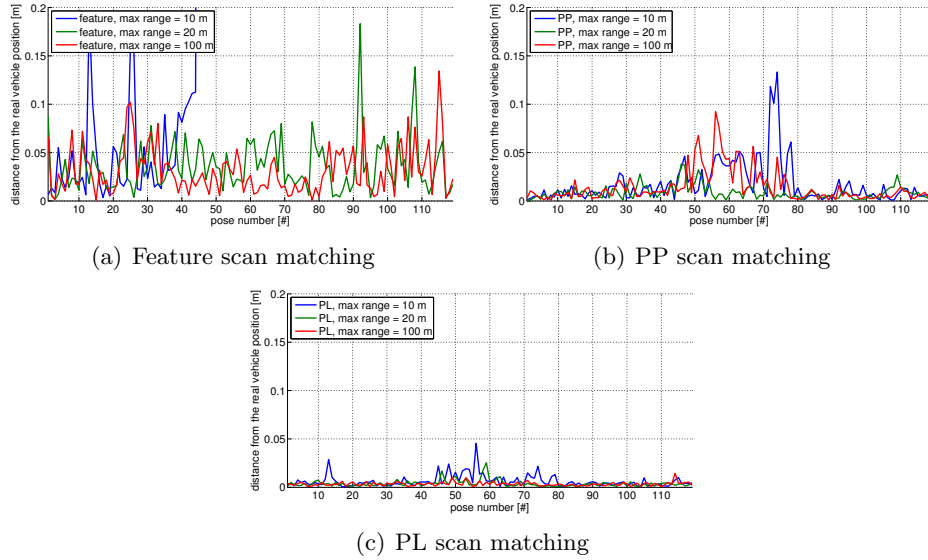 distance from the real vehicle position [m]
0.2
0.15
0.1
0.05
0
feature, max range = 10 m
feature, max range = 20 m
feature, max range = 100 m
10 20 30 40 50 60 70 80 90 100 110
pose number [#]
(a) Feature scan matching
distance from the real vehicle position [m]
0.2
0.15
0.1
0.05
0
PP, max range = 10 m
PP, max range = 20 m
PP, max range = 100 m
10 20 30 40 50 60 70 80 90 100 110
pose number [#]
(b) PP scan matching
distance from the real vehicle position [m]
0.2
0.15
0.1
0.05
0
PL, max range = 10 m
PL, max range = 20 m
PL, max range = 100 m
10 20 30 40 50 60 70 80 90 100 110
pose number [#]
(c) PL scan matching